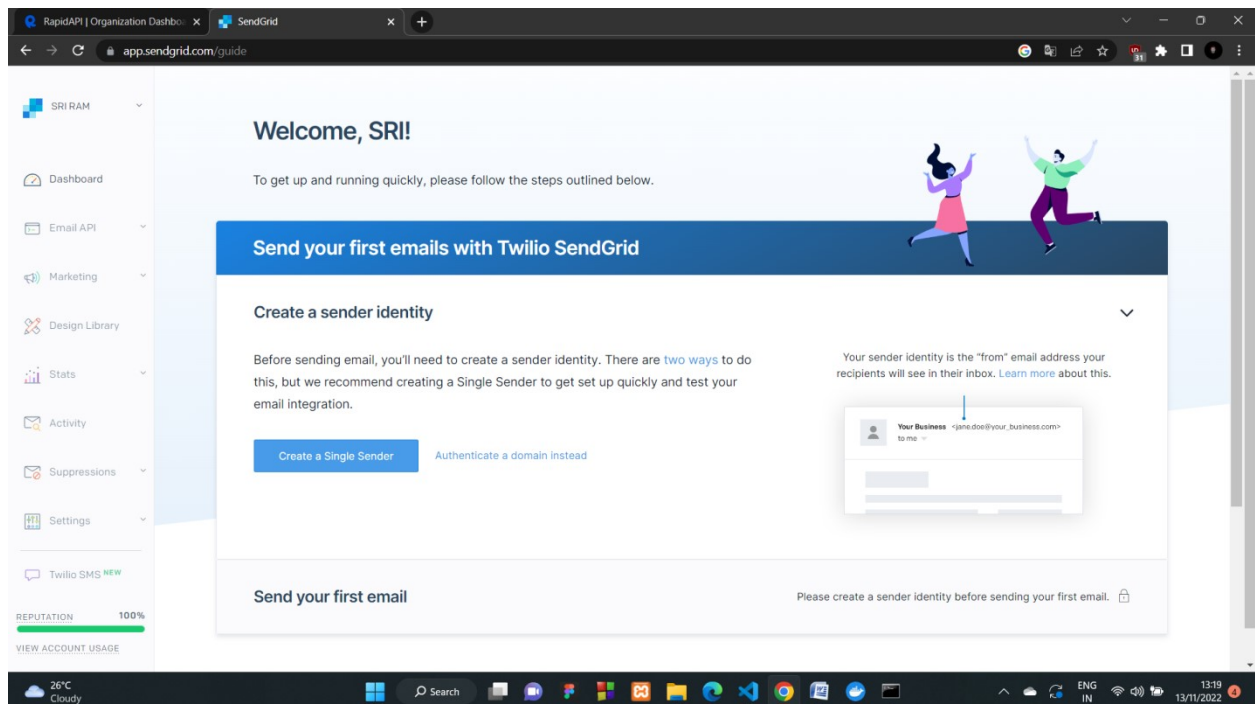 RapidAPI | Organization Dashbo
SendGrid
app.sendgrid.com/guide
31
SRI RAM
Dashboard
Email API
Marketing
Design Library
Stats
Activity
Suppressions
Settings
Twilio SMS NEW
REPUTATION 100%
VIEW ACCOUNT USAGE
Welcome, SRI!
To get up and running quickly, please follow the steps outlined below.
Send your first emails with Twilio SendGrid
Create a sender identity
Before sending email, you'll need to create a sender identity. There are two ways to do
this, but we recommend creating a Single Sender to get set up quickly and test your
email integration.
Create a Single Sender
Authenticate a domain instead
Your sender identity is the "from" email address your
recipients will see in their inbox. Learn more about this.
Your Business <jane.doe@your_business.com>
to me
Send your first email
Please create a sender identity before sending your first email.
26°C
Cloudy
Search
ENG
IN
13:19
13/11/2022
4